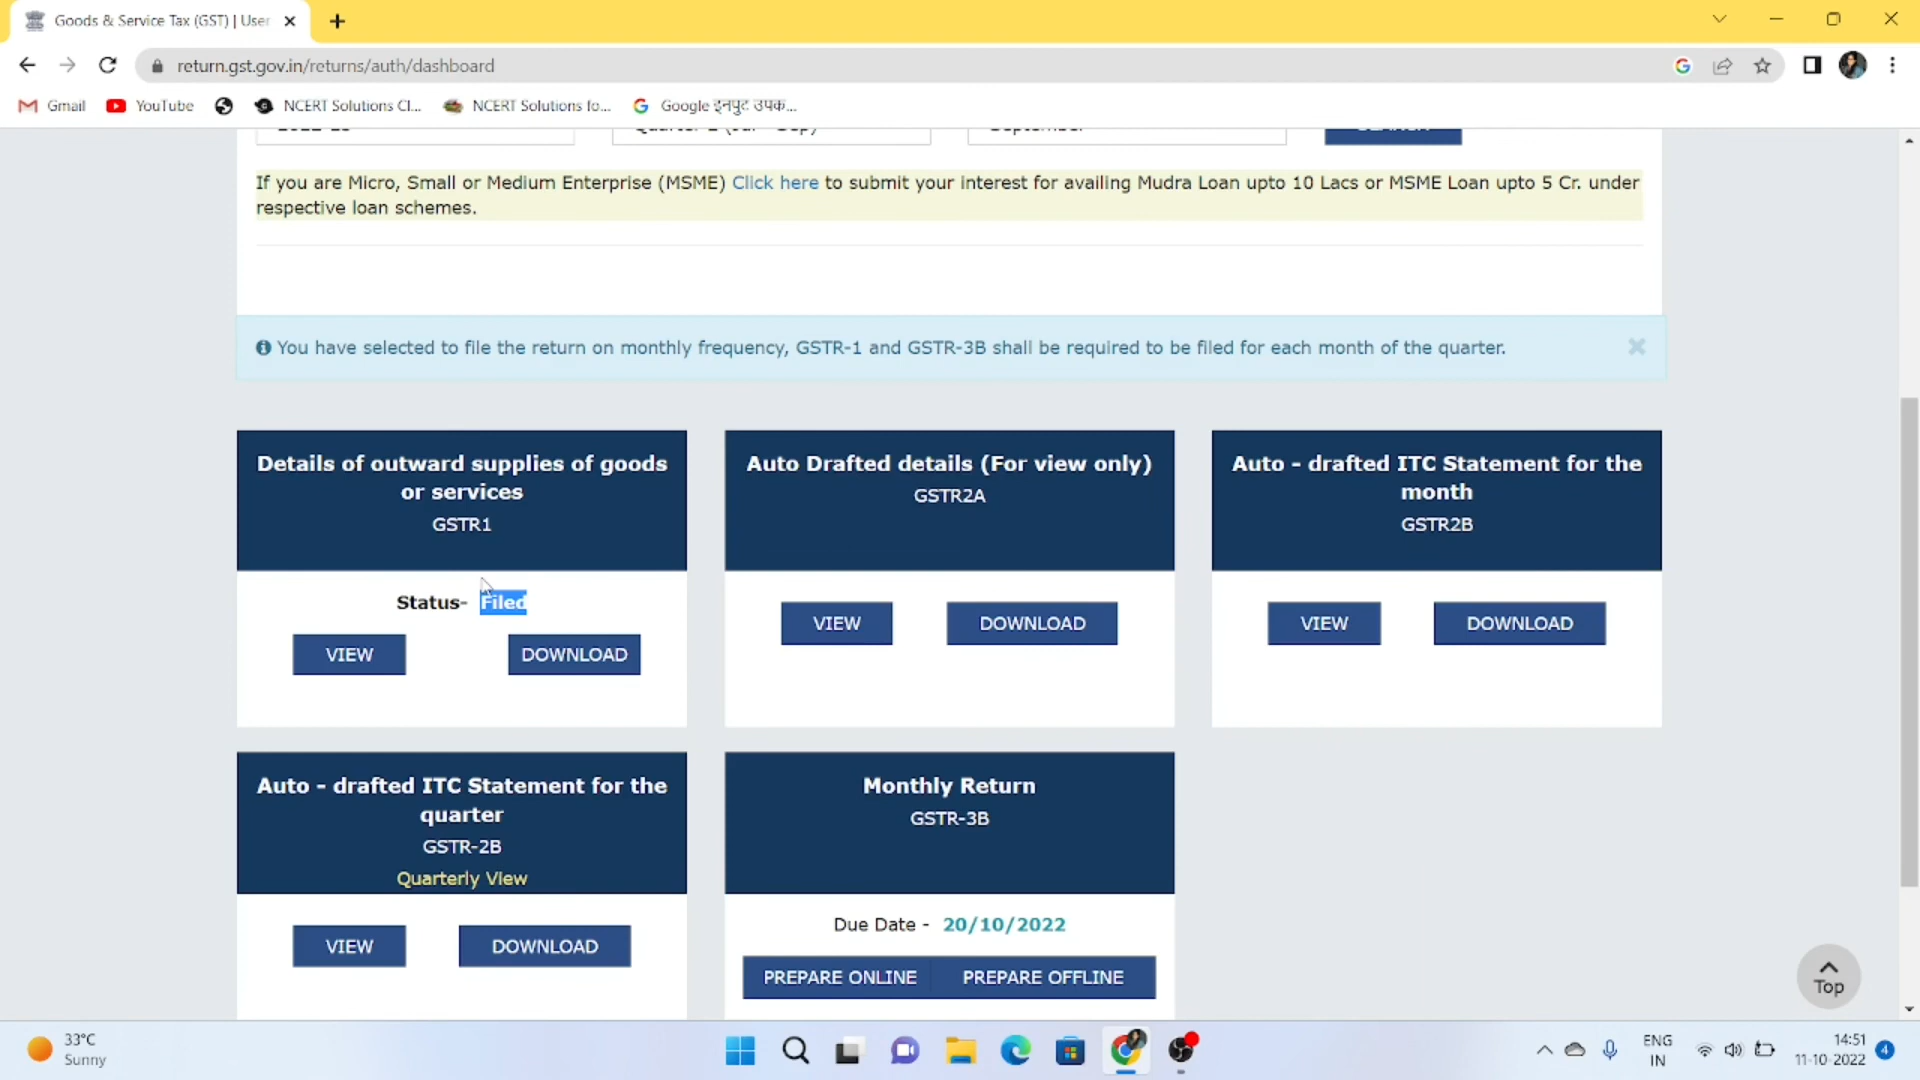 Goods & Service Tax (GST) | User
return.gst.gov.in/returns/auth/dashboard
Gmail
YouTube
NCERT Solutions Cl...
NCERT Solutions fo...
Google इनपुट उपक...
If you are Micro, Small or Medium Enterprise (MSME) Click here to submit your interest for availing Mudra Loan upto 10 Lacs or MSME Loan upto 5 Cr. under
respective loan schemes.
You have selected to file the return on monthly frequency, GSTR-1 and GSTR-3B shall be required to be filed for each month of the quarter.
Details of outward supplies of goods
or services
GSTR1
Status- Filed
VIEW DOWNLOAD
Auto Drafted details (For view only)
GSTR2A
VIEW DOWNLOAD
Auto - drafted ITC Statement for the
month
GSTR2B
VIEW DOWNLOAD
Auto - drafted ITC Statement for the
quarter
GSTR-2B
Quarterly View
VIEW DOWNLOAD
Monthly Return
GSTR-3B
Due Date - 20/10/2022
PREPARE ONLINE PREPARE OFFLINE
Top
33°C
Sunny
ENG
IN
14:51
11-10-2022
4